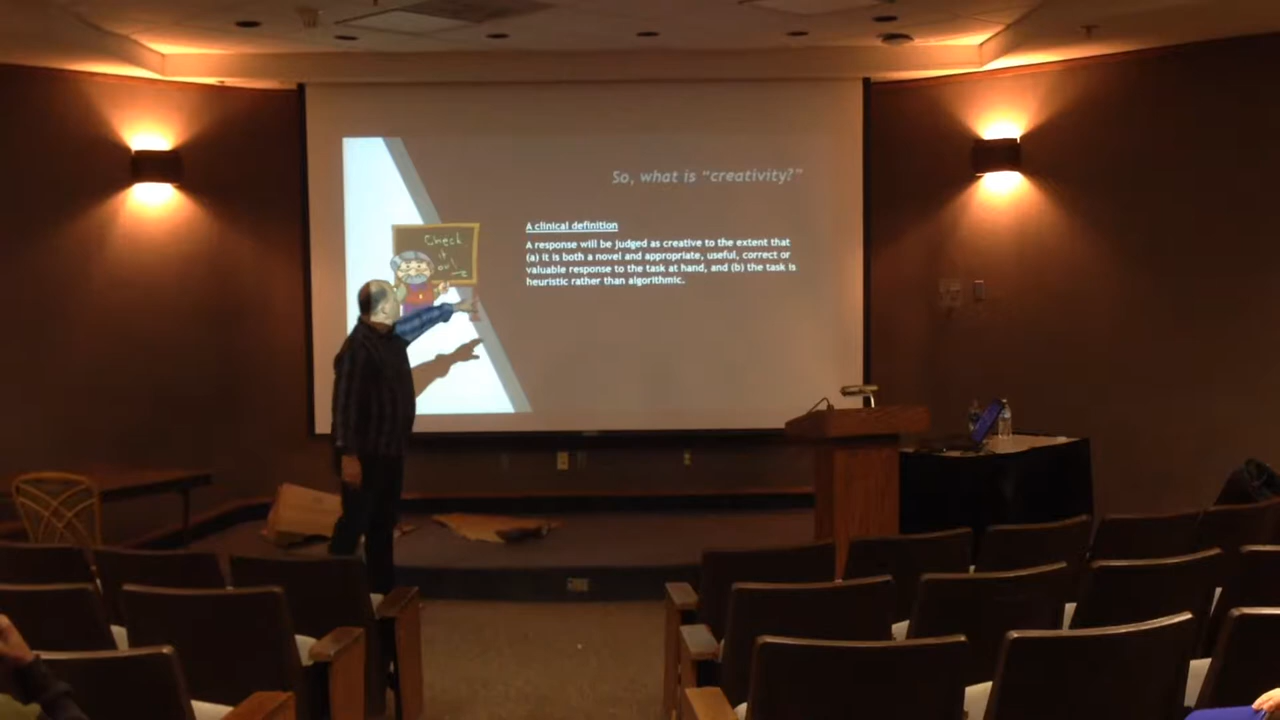 So, what is “creativity?”
Check
it
out!
A clinical definition
A response will be judged as creative to the extent that
(a) it is both a novel and appropriate, useful, correct or
valuable response to the task at hand, and (b) the task is
heuristic rather than algorithmic.